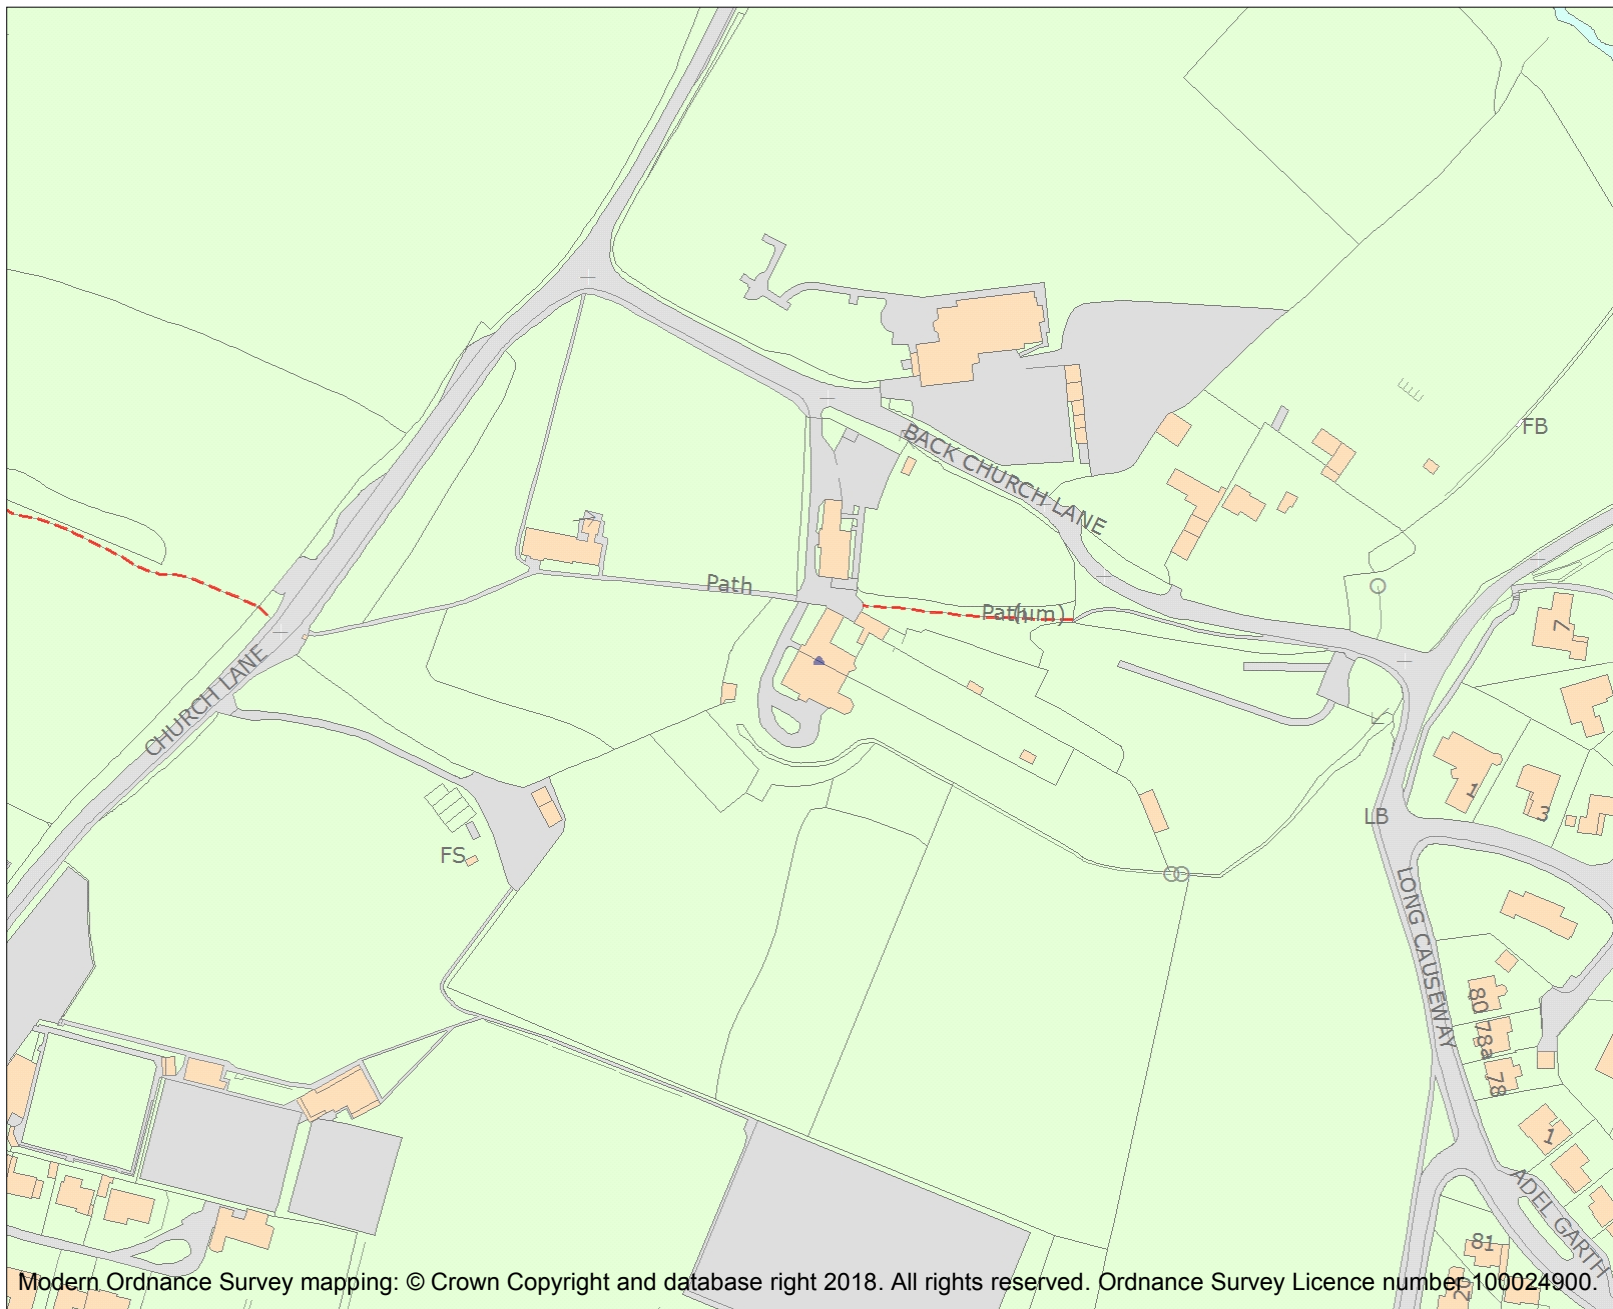 FB
BACK CHURCH LANE
Path
Path(um)
7
CHURCH LANE
1
3
LB
FS
LONG CAUSEWAY
80
78a
78
1
ADEL GARTH
81
20
Modern Ordnance Survey mapping: © Crown Copyright and database right 2018. All rights reserved. Ordnance Survey Licence number 100024900.